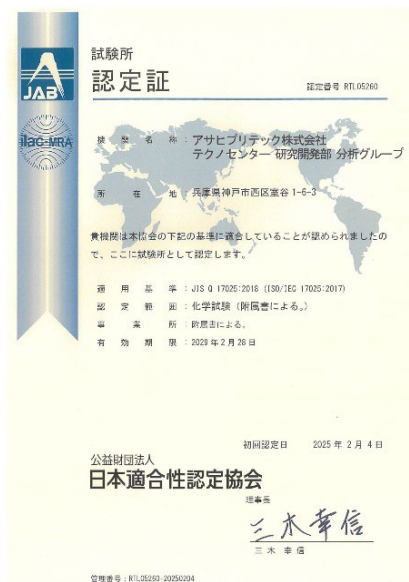 JAB
ilac-MRA
試験所
認定証
認定番号 RTL05260
機関名称：アサヒプリテック株式会社
テクノセンター 研究開発部 分析グループ
所在地：兵庫県神戸市西区室谷 1-6-3
貴機関は本協会の下記の基準に適合していることが認められましたの
で、ここに試験所として認定します。
適用基準：JIS Q 17025:2018 (ISO/IEC 17025:2017)
認定範囲：化学試験（附属書による。）
事業所：附属書による。
有効期限：2029 年 2 月 28 日
初回認定日 2025 年 2 月 4 日
公益財団法人
日本適合性認定協会
理事長
三木幸信
三木幸信
管理番号：RTL05260-20250204